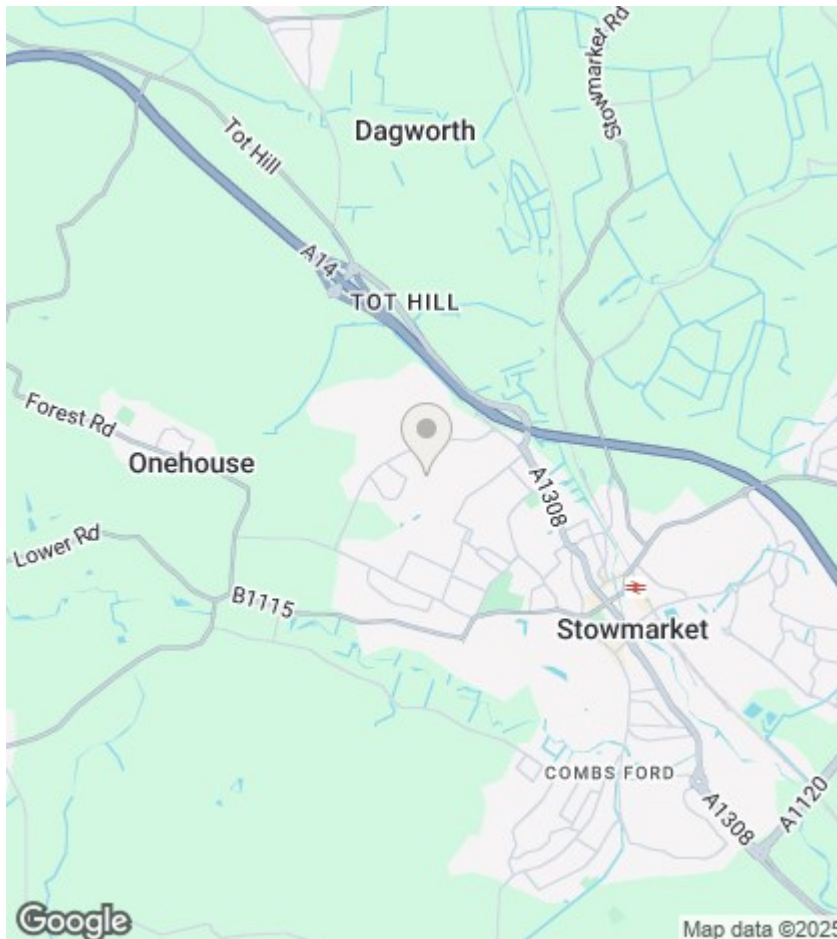 Stowmarket Rd
Dagworth
Tot Hill
A14
TOT HILL
Forest Rd
Onehouse
A1308
Lower Rd
B1115
Stowmarket
COMBS FORD
A1308
A1120
Google
Map data ©2025